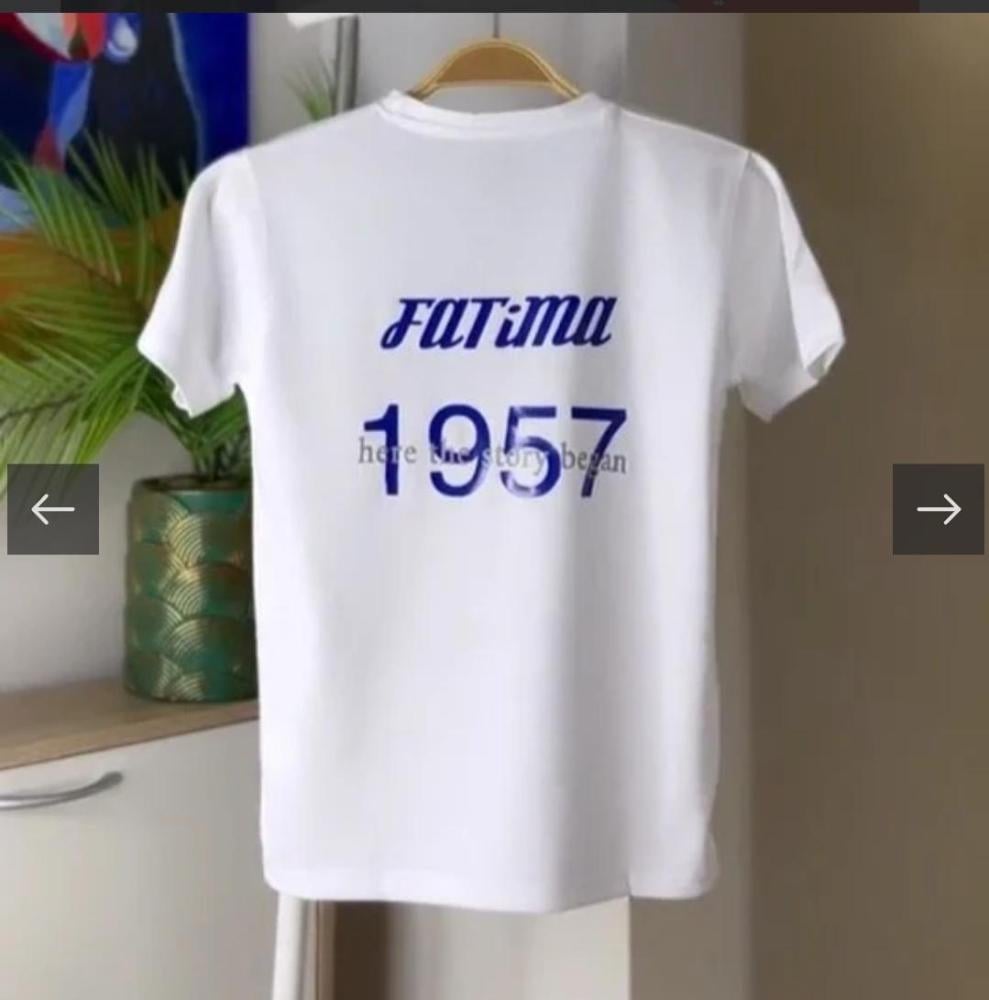 FATiMA
1957
here the story began